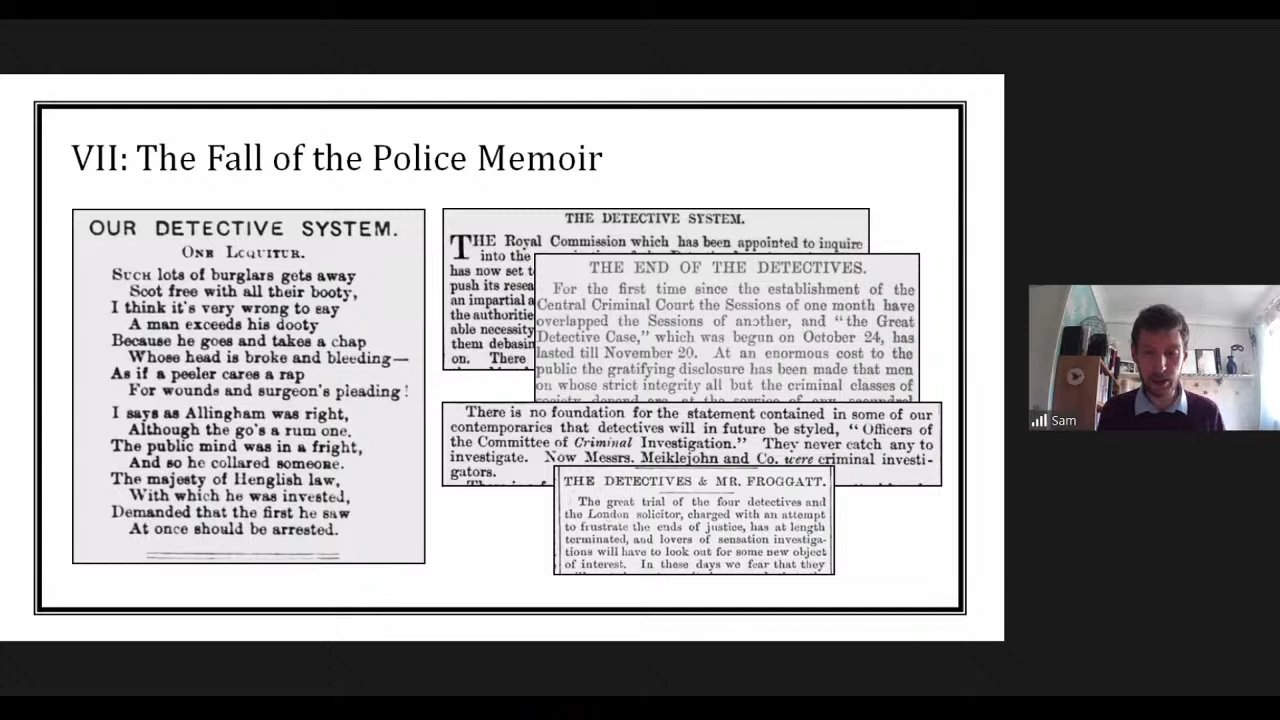 VII: The Fall of the Police Memoir
OUR DETECTIVE SYSTEM.
ONE LCQUITUR.
SUCH lots of burglars gets away
Scot free with all their booty,
I think it's very wrong to say
A man exceeds his dooty
Because he goes and takes a chap
Whose head is broke and bleeding—
As if a peeler cares a rap
For wounds and surgeon's pleading!
I says as Allingham was right,
Although the go's a rum one.
The public mind was in a fright,
And so he collared someone.
The majesty of Henglish law,
With which he was invested,
Demanded that the first he saw
At once should be arrested.
THE DETECTIVE SYSTEM.
THE Royal Commission which has been appointed to inquire
into the
has now set t
push its resea
an impartial a
the authoritie
able necessity
them debasin
on. There
THE END OF THE DETECTIVES.
For the first time since the establishment of the
Central Criminal Court the Sessions of one month have
overlapped the Sessions of another, and "the Great
Detective Case," which was begun on October 24, has
lasted till November 20. At an enormous cost to the
public the gratifying disclosure has been made that men
on whose strict integrity all but the criminal classes of
There is no foundation for the statement contained in some of our
contemporaries that detectives will in future be styled, "Officers of
the Committee of Criminal Investigation." They never catch any to
investigate. Now Messrs. Meiklejohn and Co. were criminal investi-
gators.
THE DETECTIVES & MR. FROGGATT.
The great trial of the four detectives and
the London solicitor, charged with an attempt
to frustrate the ends of justice, has at length
terminated, and lovers of sensation investiga-
tions will have to look out for some new object
of interest. In these days we fear that they
Sam